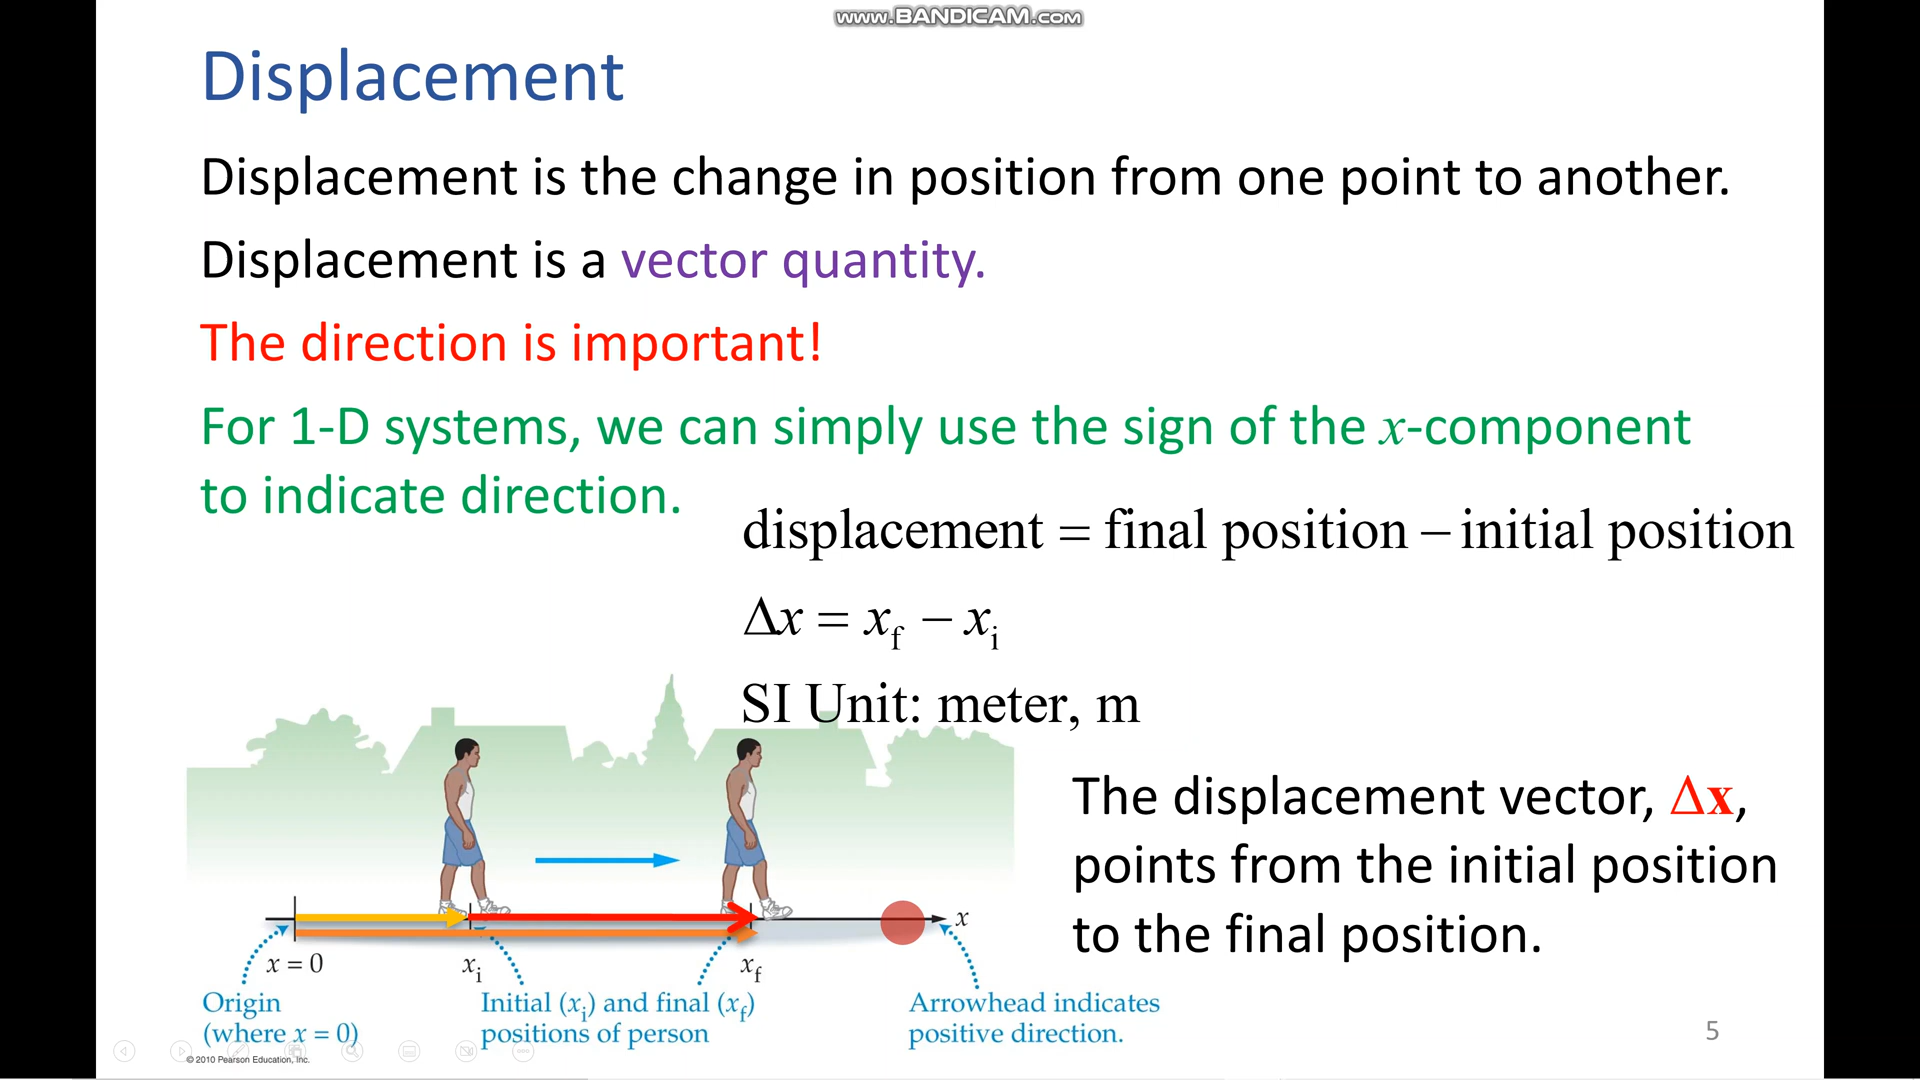 www.BANDICAM.com
Displacement
Displacement is the change in position from one point to another.
Displacement is a vector quantity.
The direction is important!
For 1-D systems, we can simply use the sign of the x-component
to indicate direction.
displacement = final position – initial position
Δx = x_f − x_i
SI Unit: meter, m
The displacement vector, Δx,
points from the initial position
to the final position.
x
x = 0
x_i
x_f
Origin
(where x = 0)
Initial (x_i) and final (x_f)
positions of person
Arrowhead indicates
positive direction.
© 2010 Pearson Education, Inc.
5